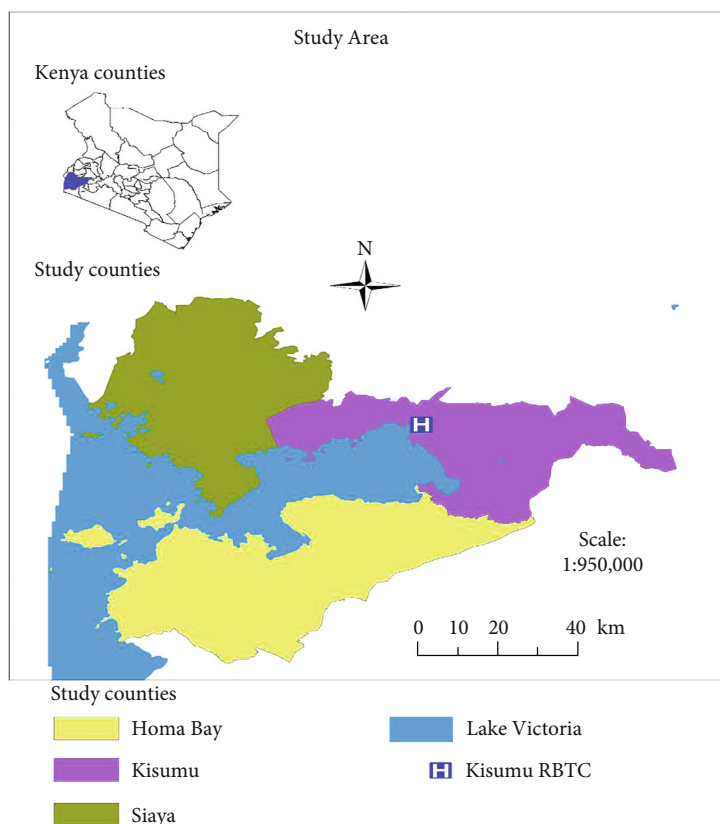 Study Area
Kenya counties
Study counties
N
H
Scale:
1:950,000
0 10 20 40 km
Study counties
Homa Bay
Lake Victoria
Kisumu
H Kisumu RBTC
Siaya